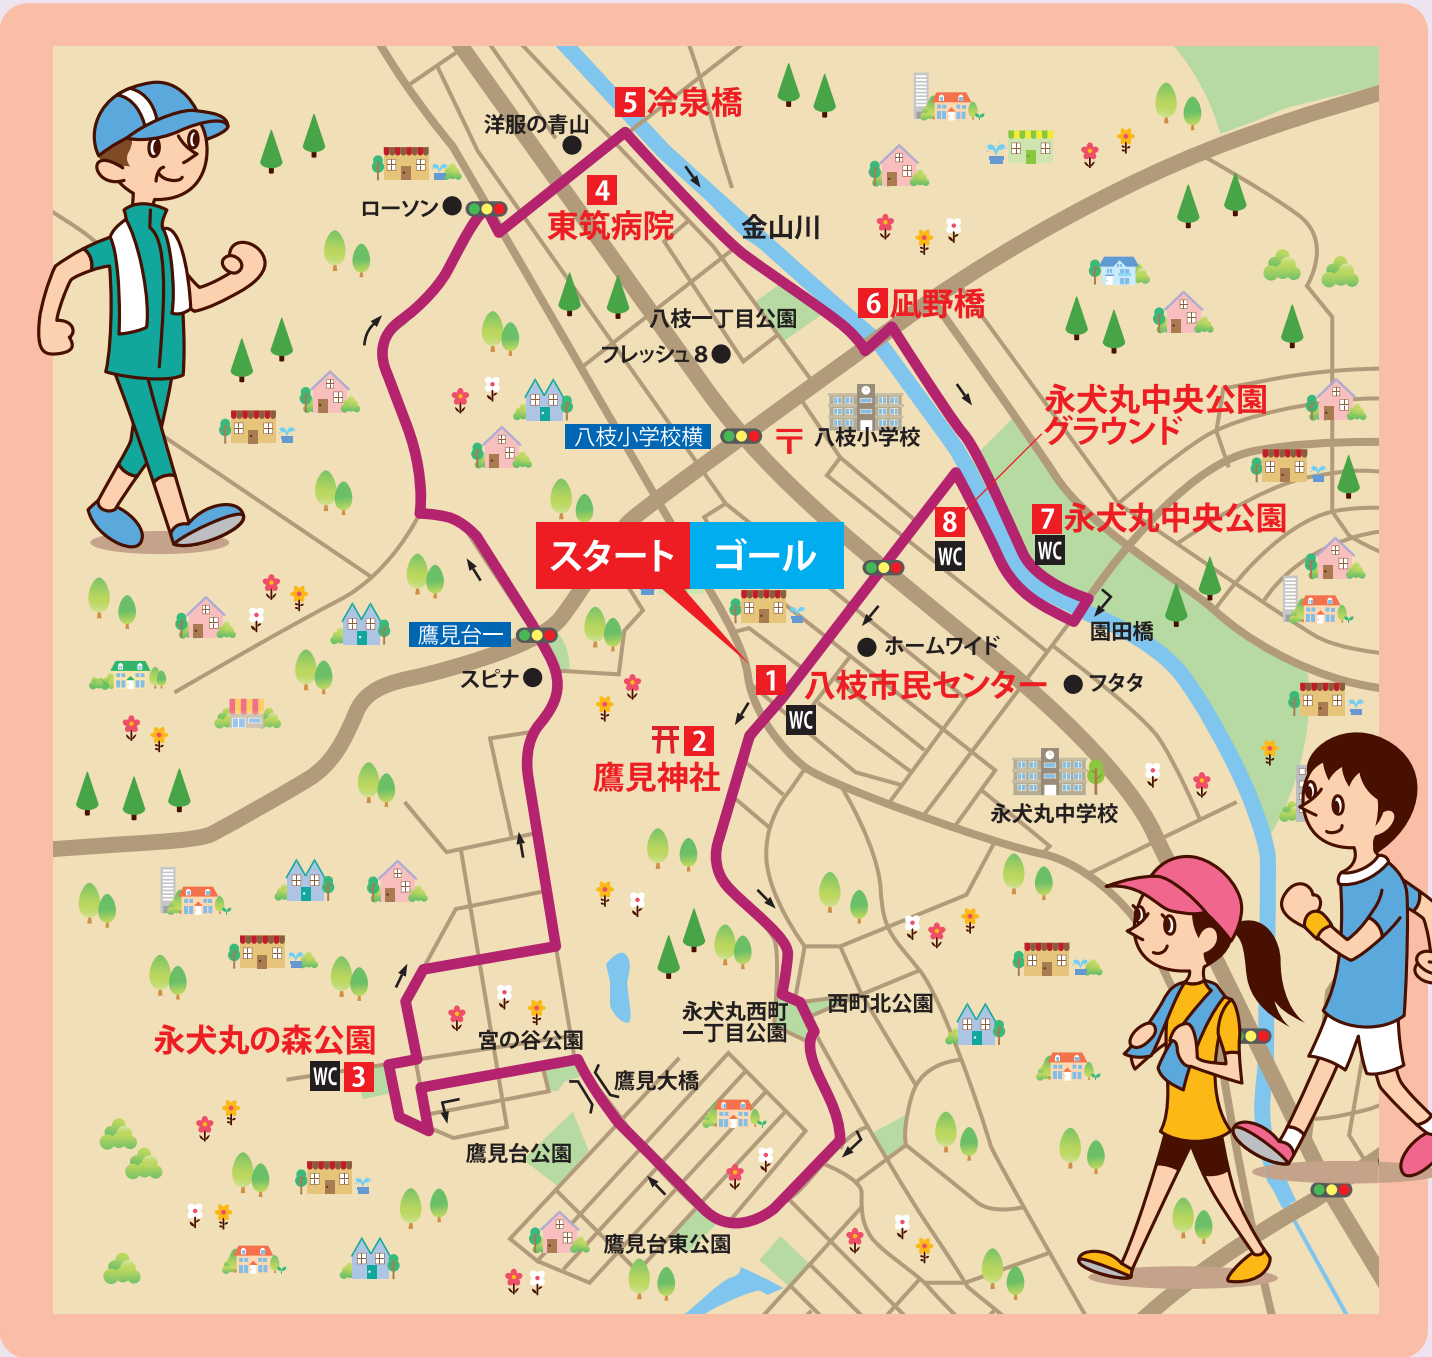 5 冷泉橋
洋服の青山
4
東筑病院
ローソン
金山川
6 凪野橋
八枝一丁目公園
フレッシュ8
永犬丸中央公園
グラウンド
八枝小学校横
〒
八枝小学校
8
WC
7 永犬丸中央公園
WC
スタート
ゴール
鷹見台一
園田橋
ホームワイド
スピナ
1 八枝市民センター
WC
フタタ
2
鷹見神社
永犬丸中学校
永犬丸西町
一丁目公園
西町北公園
永犬丸の森公園
WC 3
宮の谷公園
鷹見大橋
鷹見台公園
鷹見台東公園